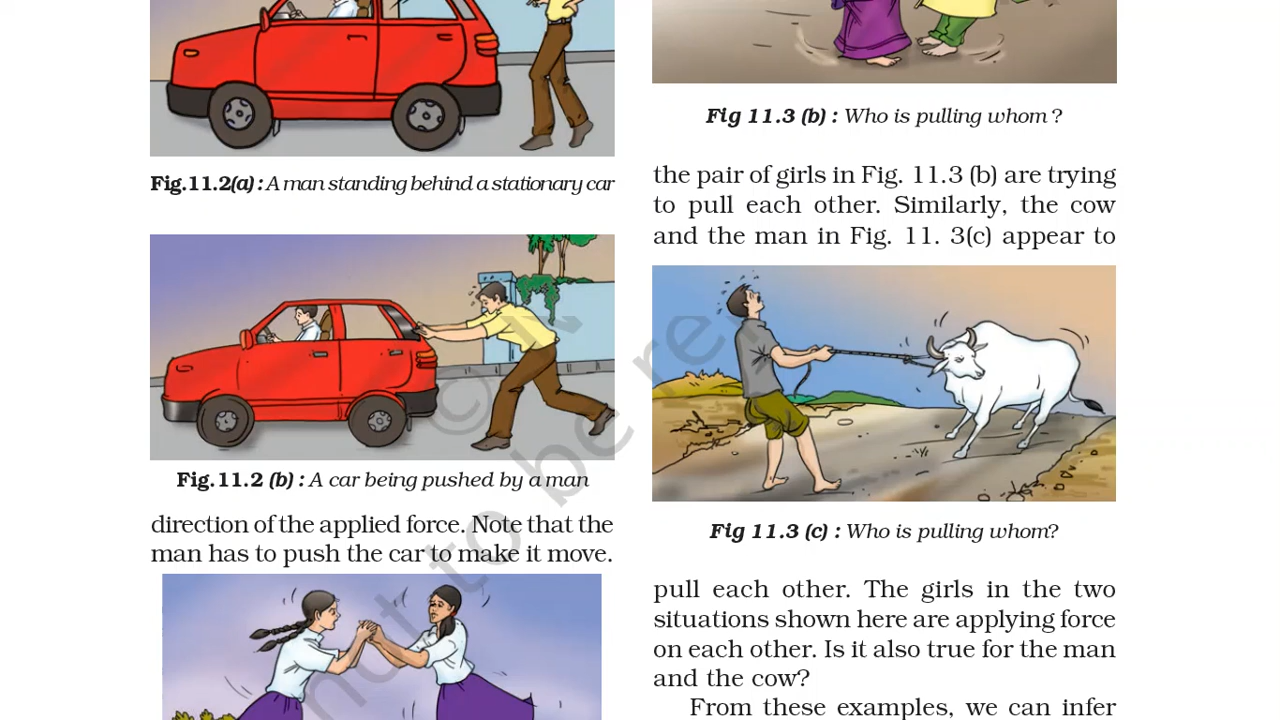 Fig.11.2(a) : A man standing behind a stationary car
Fig.11.2 (b) : A car being pushed by a man
direction of the applied force. Note that the
man has to push the car to make it move.
Fig 11.3 (b) : Who is pulling whom ?
the pair of girls in Fig. 11.3 (b) are trying
to pull each other. Similarly, the cow
and the man in Fig. 11. 3(c) appear to
Fig 11.3 (c) : Who is pulling whom?
pull each other. The girls in the two
situations shown here are applying force
on each other. Is it also true for the man
and the cow?
From these examples, we can infer
not to be re